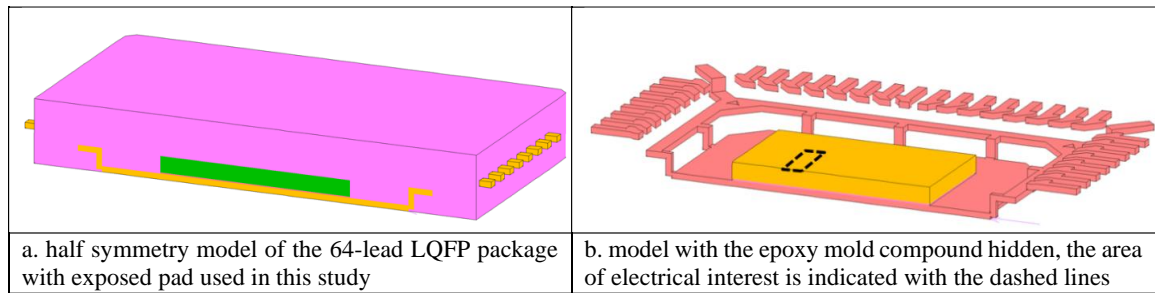 a. half symmetry model of the 64-lead LQFP package
with exposed pad used in this study
b. model with the epoxy mold compound hidden, the area
of electrical interest is indicated with the dashed lines